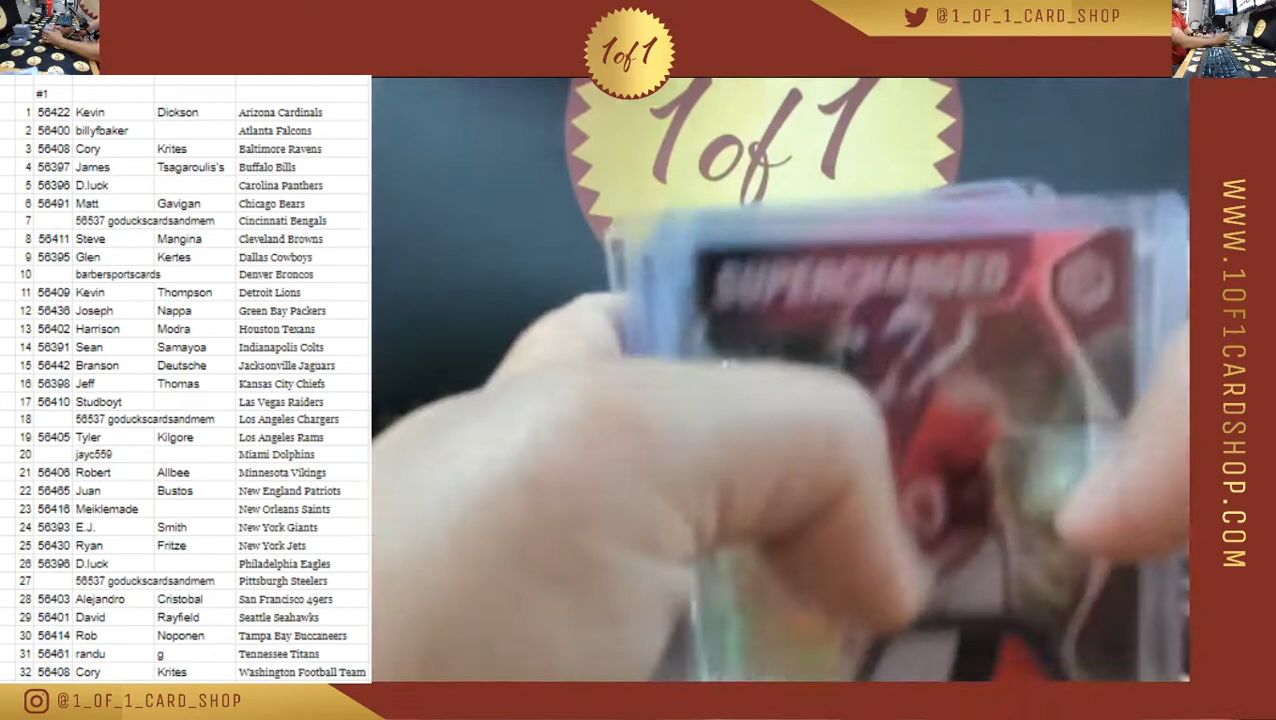 1of1
@1_OF_1_CARD_SHOP
#1
1 56422 Kevin Dickson Arizona Cardinals
2 56400 billyfbaker Atlanta Falcons
3 56408 Cory Krites Baltimore Ravens
4 56397 James Tsagaroulis's Buffalo Bills
5 56396 D.luck Carolina Panthers
6 56491 Matt Gavigan Chicago Bears
7 56537 goduckscardsandmem Cincinnati Bengals
8 56411 Steve Mangina Cleveland Browns
9 56395 Glen Kertes Dallas Cowboys
10 barbersportscards Denver Broncos
11 56409 Kevin Thompson Detroit Lions
12 56436 Joseph Nappa Green Bay Packers
13 56402 Harrison Modra Houston Texans
14 56391 Sean Samayoa Indianapolis Colts
15 56442 Branson Deutsche Jacksonville Jaguars
16 56398 Jeff Thomas Kansas City Chiefs
17 56410 Studboyt Las Vegas Raiders
18 56537 goduckscardsandmem Los Angeles Chargers
19 56405 Tyler Kilgore Los Angeles Rams
20 jayc559 Miami Dolphins
21 56406 Robert Allbee Minnesota Vikings
22 56465 Juan Bustos New England Patriots
23 56416 Meiklemade New Orleans Saints
24 56393 E.J. Smith New York Giants
25 56430 Ryan Fritze New York Jets
26 56396 D.luck Philadelphia Eagles
27 56537 goduckscardsandmem Pittsburgh Steelers
28 56403 Alejandro Cristobal San Francisco 49ers
29 56401 David Rayfield Seattle Seahawks
30 56414 Rob Noponen Tampa Bay Buccaneers
31 56461 randu g Tennessee Titans
32 56408 Cory Krites Washington Football Team
1of1
SUPERCHARGED
WWW.1OF1CARDSHOP.COM
@1_OF_1_CARD_SHOP